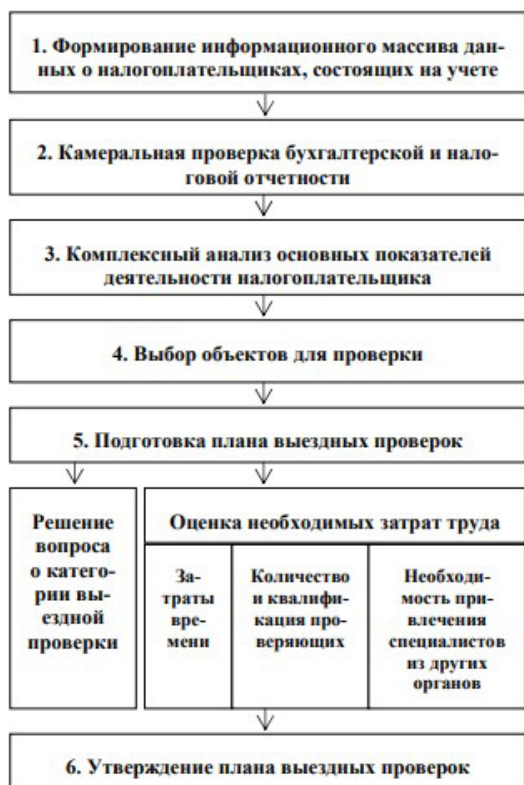 1. Формирование информационного массива дан-
ных о налогоплательщиках, состоящих на учете
2. Камеральная проверка бухгалтерской и нало-
говой отчетности
3. Комплексный анализ основных показателей
деятельности налогоплательщика
4. Выбор объектов для проверки
5. Подготовка плана выездных проверок
Решение
вопроса
о катего-
рии вы-
ездной
проверки
Оценка необходимых затрат труда
За-
траты
вре-
мени
Количество
и квалифи-
кация про-
веряющих
Необходи-
мость при-
влечения
специалистов
из других
органов
6. Утверждение плана выездных проверок